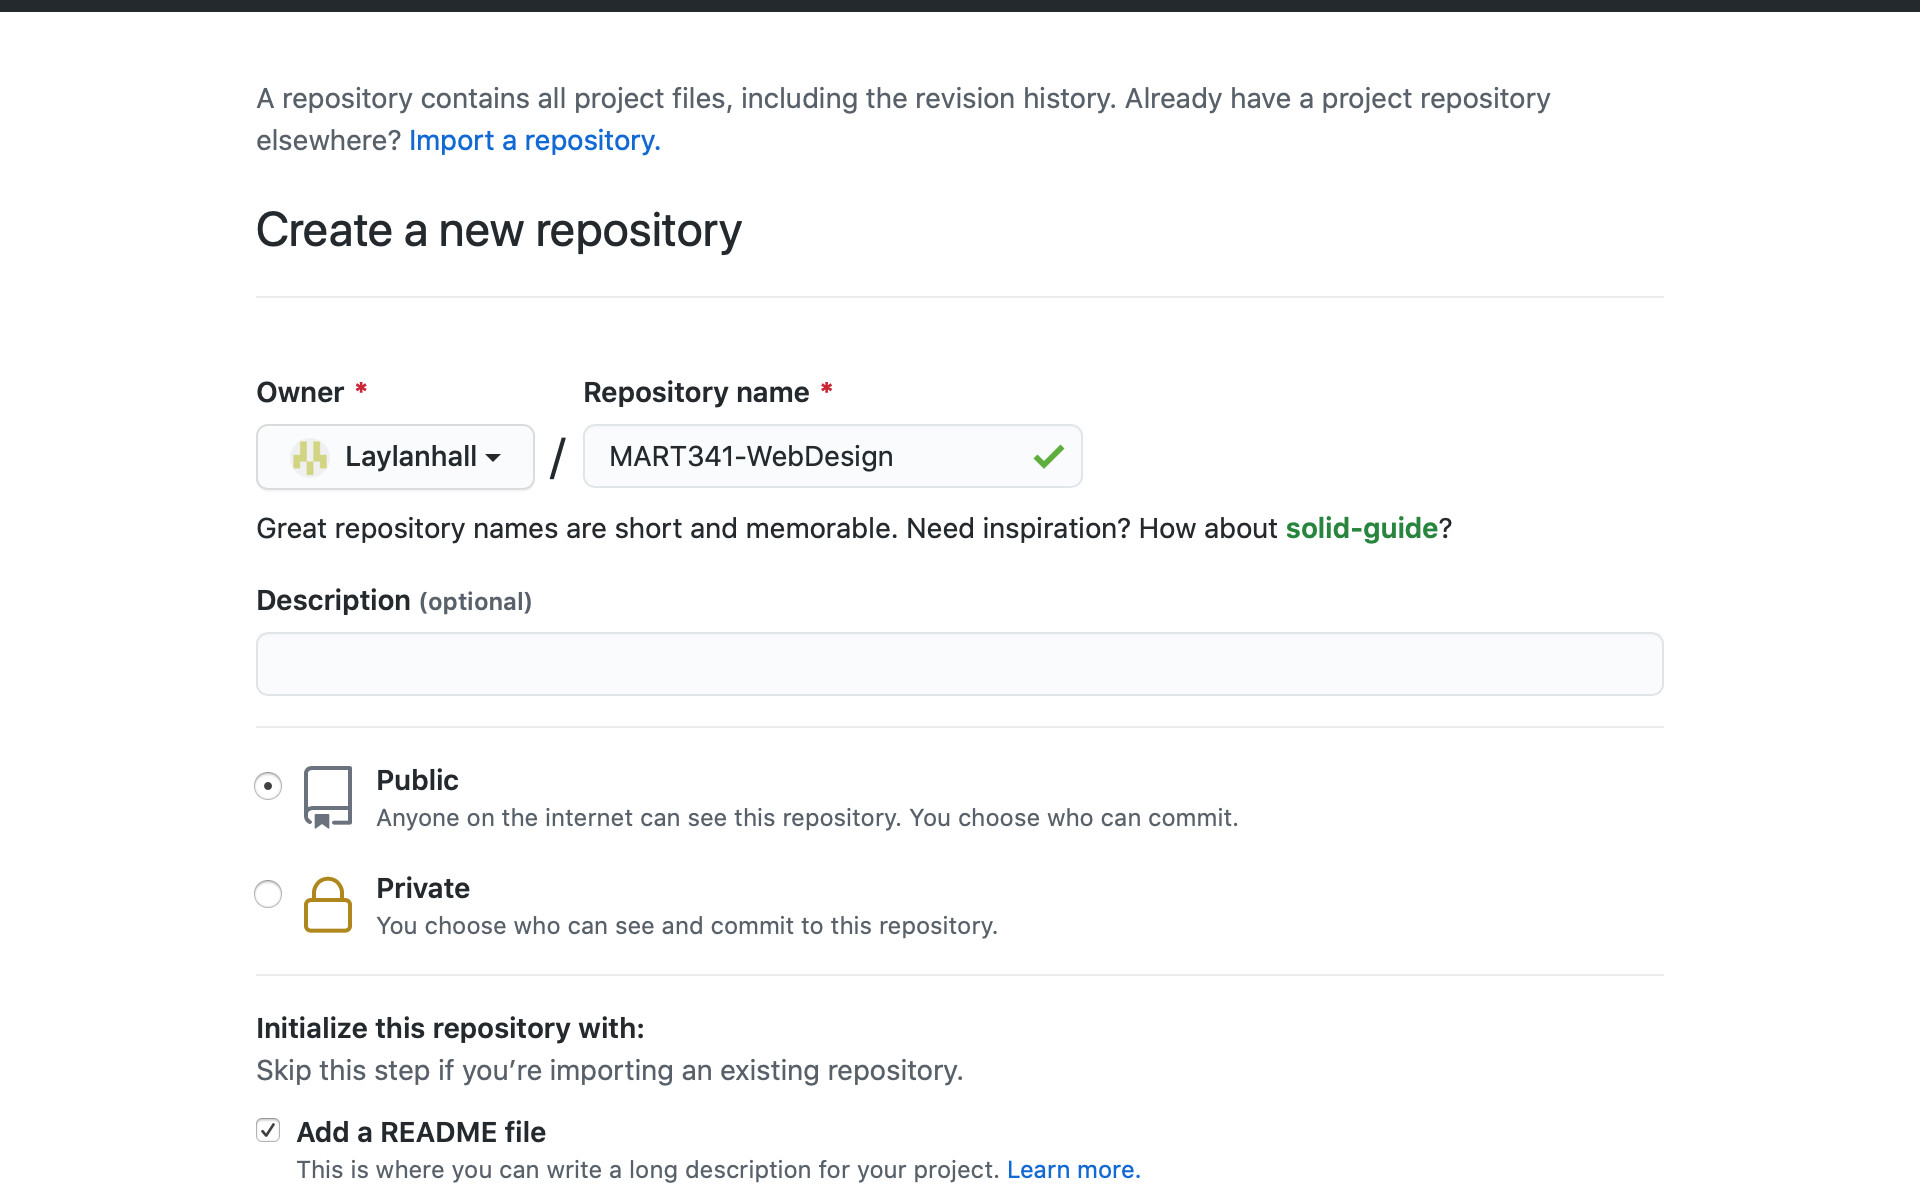 A repository contains all project files, including the revision history. Already have a project repository
elsewhere? Import a repository.
Create a new repository
Owner * Repository name *
Laylanhall / MART341-WebDesign
Great repository names are short and memorable. Need inspiration? How about solid-guide?
Description (optional)
Public
Anyone on the internet can see this repository. You choose who can commit.
Private
You choose who can see and commit to this repository.
Initialize this repository with:
Skip this step if you’re importing an existing repository.
Add a README file
This is where you can write a long description for your project. Learn more.